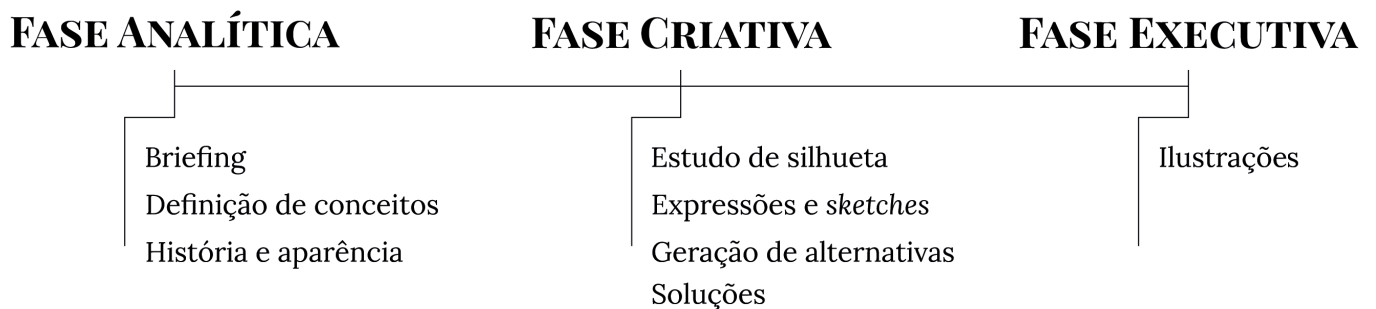 FASE ANALÍTICA
Briefing
Definição de conceitos
História e aparência
FASE CRIATIVA
Estudo de silhueta
Expressões e sketches
Geração de alternativas
Soluções
FASE EXECUTIVA
Ilustrações